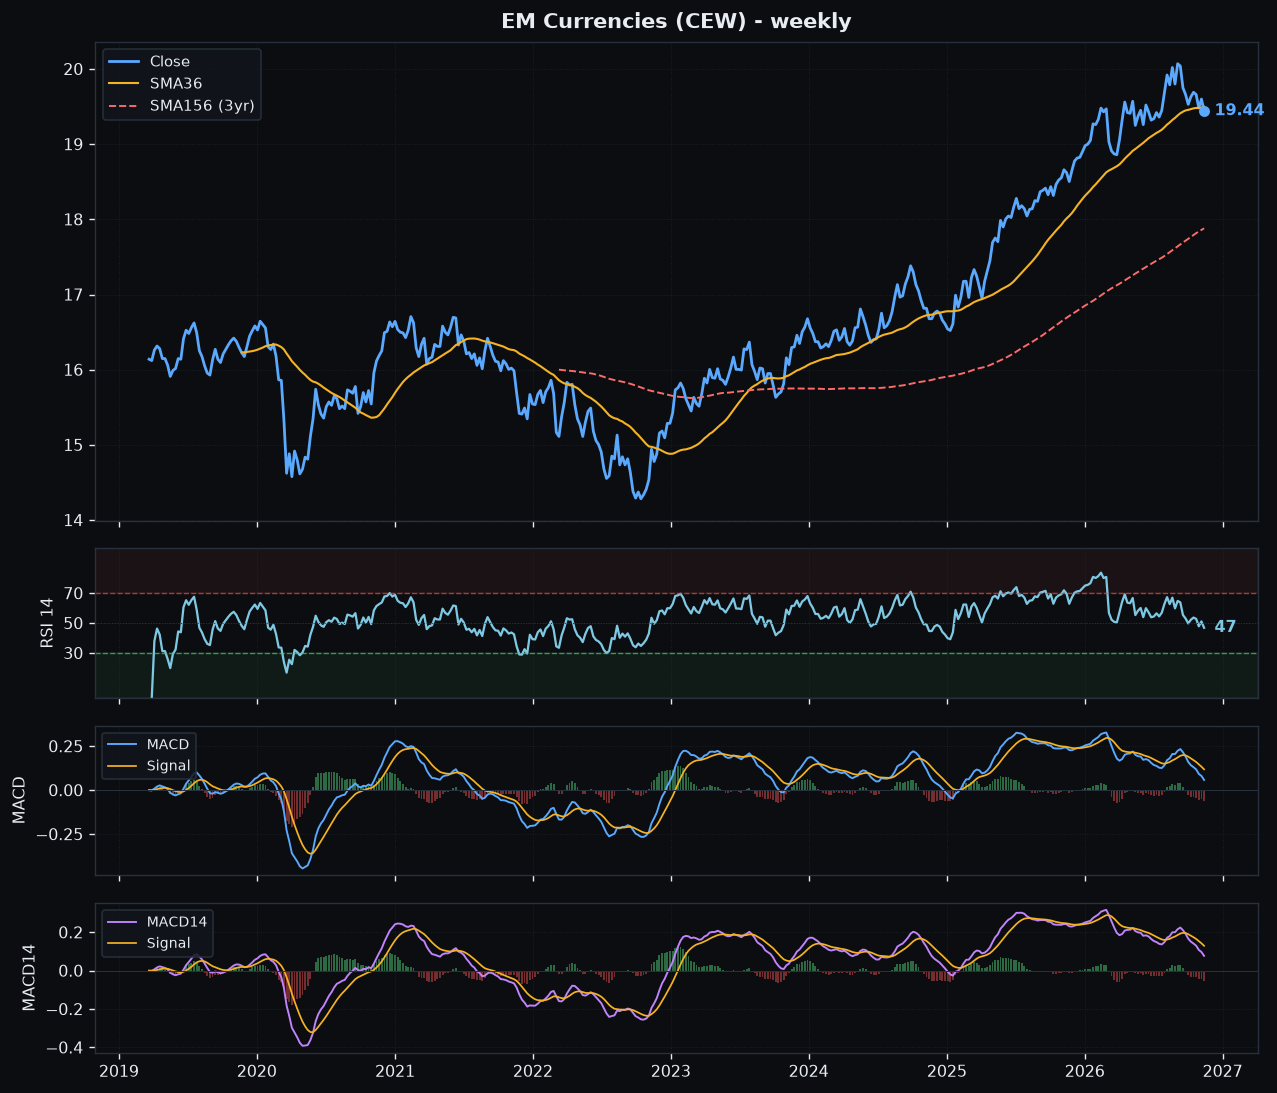 EM Currencies (CEW) - weekly
Close
SMA36
SMA156 (3yr)
20
19
18
17
16
15
14
19.44
RSI 14
70
50
30
47
MACD
MACD
Signal
0.25
0.00
−0.25
MACD14
MACD14
Signal
0.2
0.0
−0.2
−0.4
2019 2020 2021 2022 2023 2024 2025 2026 2027